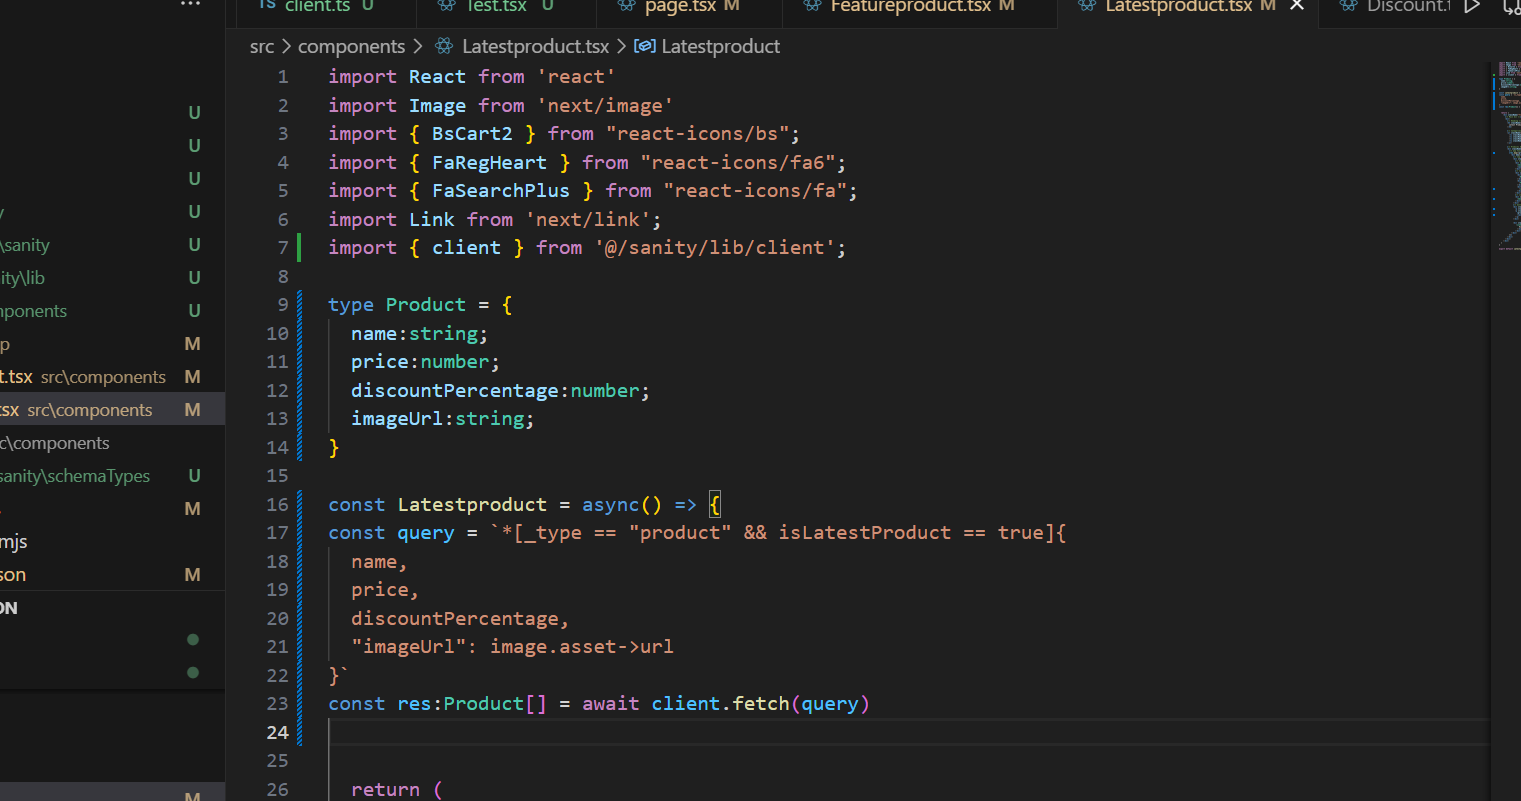 client.ts U Test.tsx U page.tsx M Featureproduct.tsx M Latestproduct.tsx M Discount.t
src > components > Latestproduct.tsx > Latestproduct
U
U
U
y U
\sanity U
ity\lib U
nponents U
p M
t.tsx src\components M
sx src\components M
c\components
sanity\schemaTypes U
M
mjs
son M
ON
M
1 import React from 'react'
2 import Image from 'next/image'
3 import { BsCart2 } from "react-icons/bs";
4 import { FaRegHeart } from "react-icons/fa6";
5 import { FaSearchPlus } from "react-icons/fa";
6 import Link from 'next/link';
7 import { client } from '@/sanity/lib/client';
8
9 type Product = {
10 name:string;
11 price:number;
12 discountPercentage:number;
13 imageUrl:string;
14 }
15
16 const Latestproduct = async() => {
17 const query = `*[_type == "product" && isLatestProduct == true]{
18 name,
19 price,
20 discountPercentage,
21 "imageUrl": image.asset->url
22 }`
23 const res:Product[] = await client.fetch(query)
24
25
26 return (